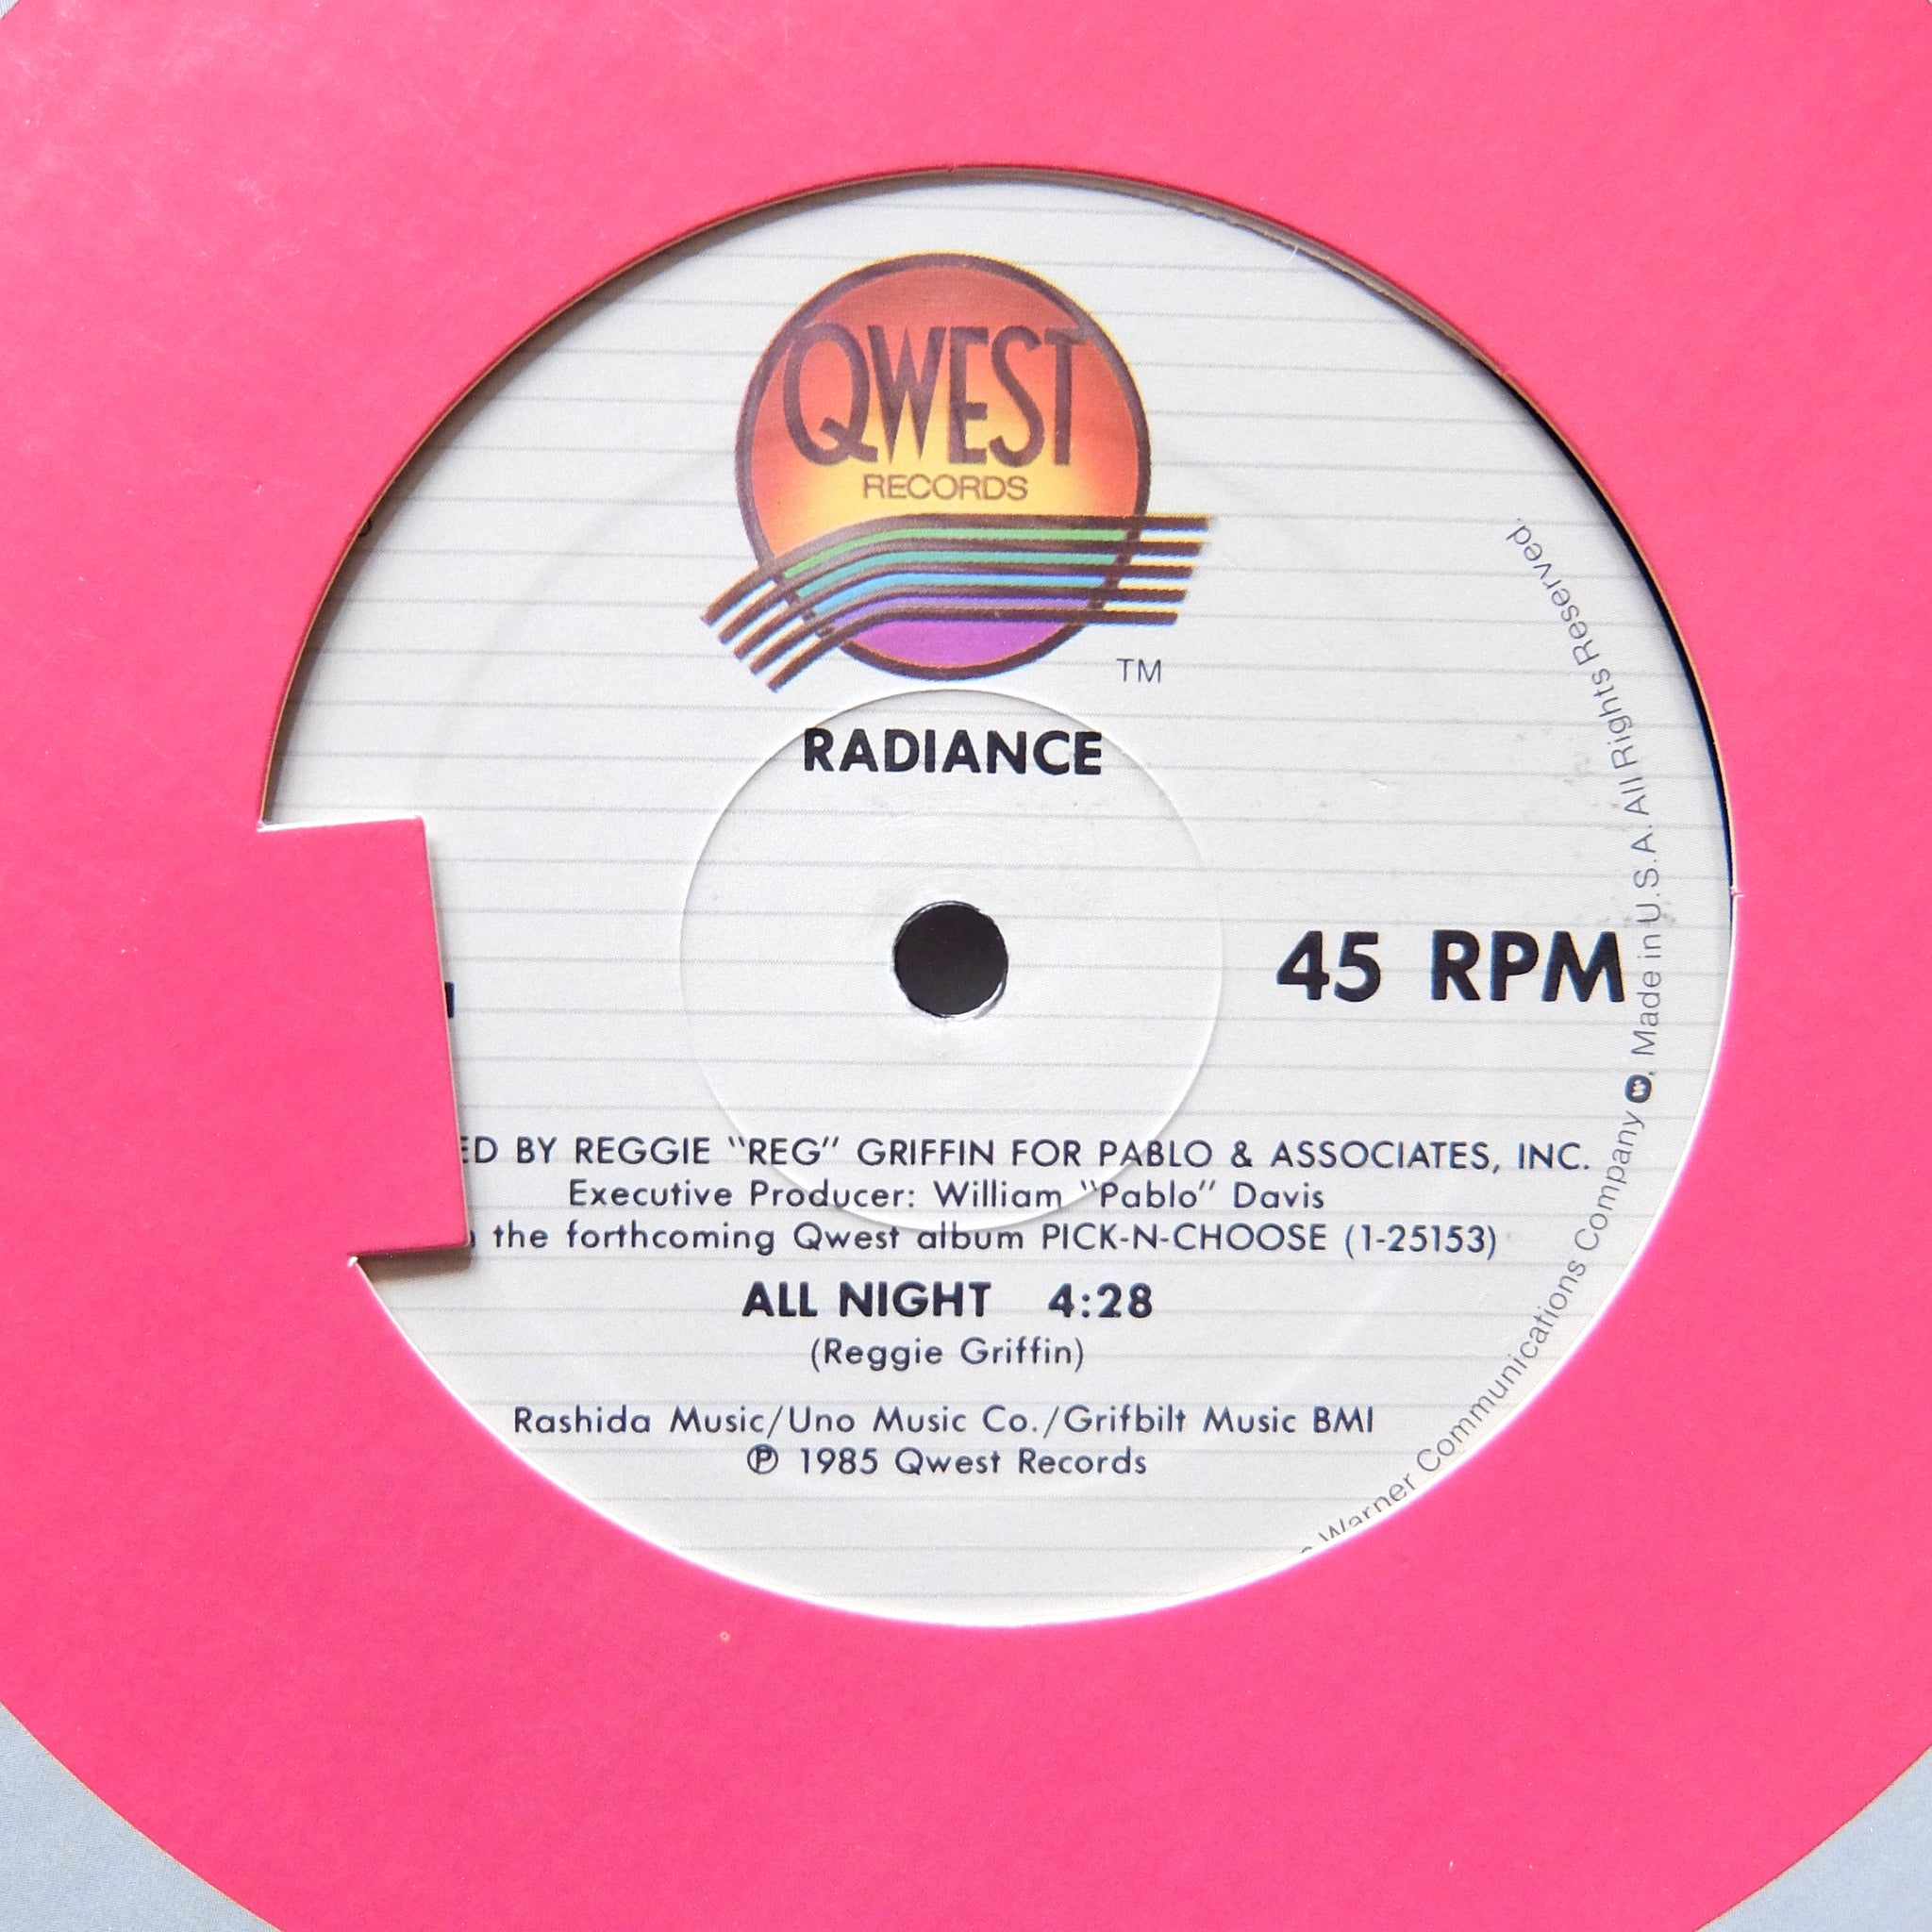 QWEST
RECORDS
TM
RADIANCE
45 RPM
ED BY REGGIE "REG" GRIFFIN FOR PABLO & ASSOCIATES, INC.
Executive Producer: William "Pablo" Davis
the forthcoming Qwest album PICK-N-CHOOSE (1-25153)
ALL NIGHT 4:28
(Reggie Griffin)
Rashida Music/Uno Music Co./Grifbilt Music BMI
℗ 1985 Qwest Records
Warner Communications Company. Made in U.S.A. All Rights Reserved.